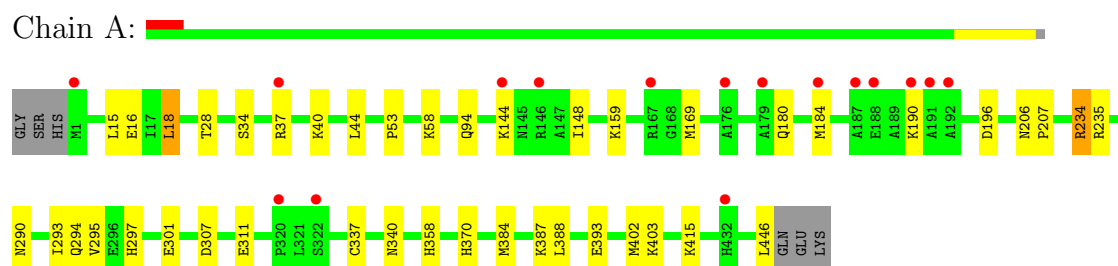 Chain A:
GLY SER HIS M1 L15 E16 I17 L18 T28 S34 R37 K40 L44 P53 K58 Q94 K144 N145 R146 A147 I148 K159 R167 G168 M169 A176 A179 Q180 M184 A187 E188 A189 K190 A191 A192 D196 N206 P207 R234 R235
N290 I293 Q294 V295 E296 H297 E301 D307 E311 P320 L321 S322 C337 N340 H358 H370 M384 K387 L388 E393 M402 K403 K415 H432 L446 GLN GLU LYS